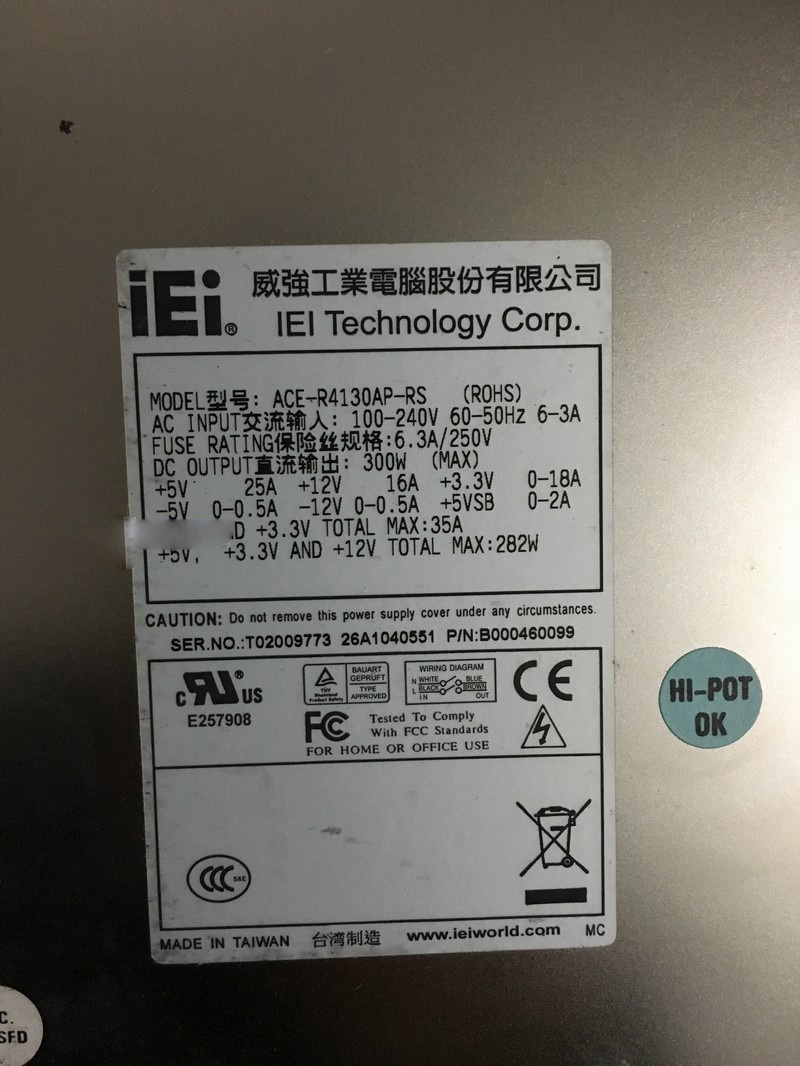 iEi®
威強工業電腦股份有限公司
IEI Technology Corp.
MODEL型号: ACE-R4130AP-RS (ROHS)
AC INPUT交流输入: 100-240V 60-50Hz 6-3A
FUSE RATING保险丝规格:6.3A/250V
DC OUTPUT直流输出: 300W (MAX)
+5V 25A +12V 16A +3.3V 0-18A
-5V 0-0.5A -12V 0-0.5A +5VSB 0-2A
+3.3V TOTAL MAX:35A
+5V, +3.3V AND +12V TOTAL MAX:282W
CAUTION: Do not remove this power supply cover under any circumstances.
SER.NO.:T02009773 26A1040551 P/N:B000460099
c RU ® US
E257908
TÜV Rheinland Product Safety
BAUART GEPRÜFT
TYPE APPROVED
WIRING DIAGRAM
N WHITE BLUE
L BLACK BROWN
IN OUT
CE
FC
Tested To Comply
With FCC Standards
FOR HOME OR OFFICE USE
HI-POT
OK
CCC S&E
MADE IN TAIWAN 台湾制造 www.ieiworld.com MC
C.